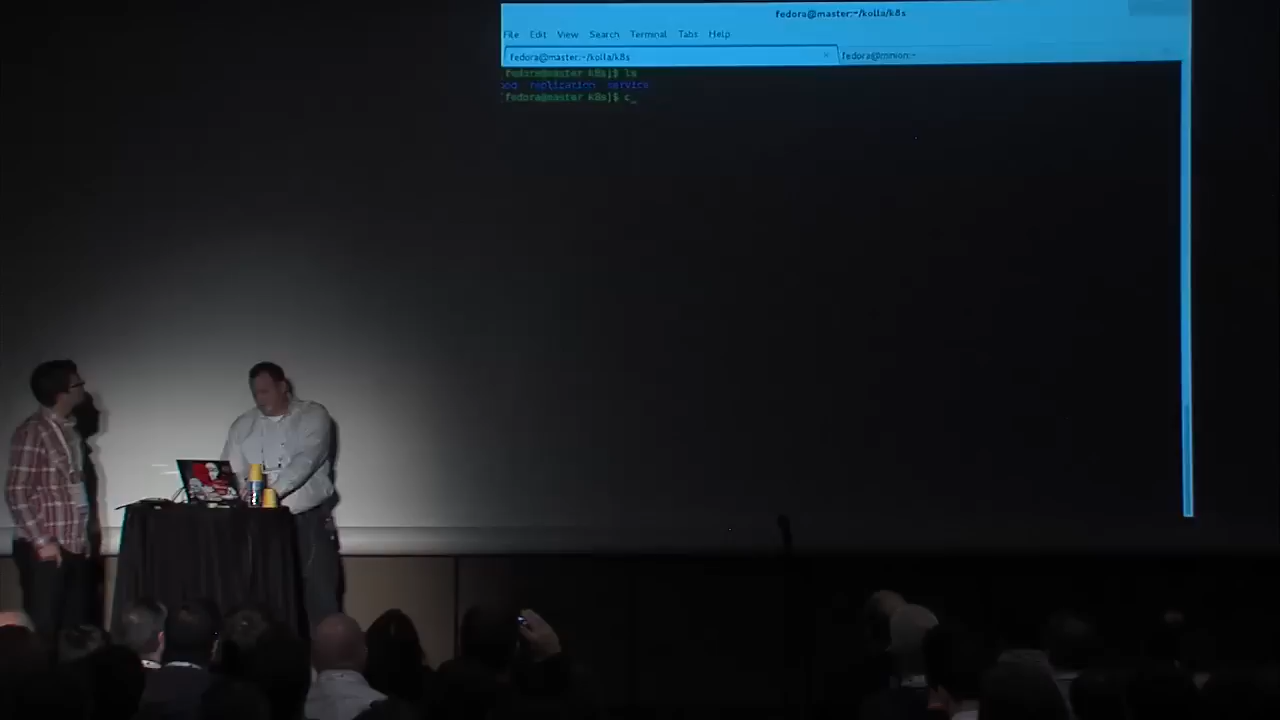 fedora@master:~/kolla/k8s
File Edit View Search Terminal Tabs Help
fedora@master:~/kolla/k8s × fedora@minion:~
[fedora@master k8s]$ ls
pod replication service
[fedora@master k8s]$ c_